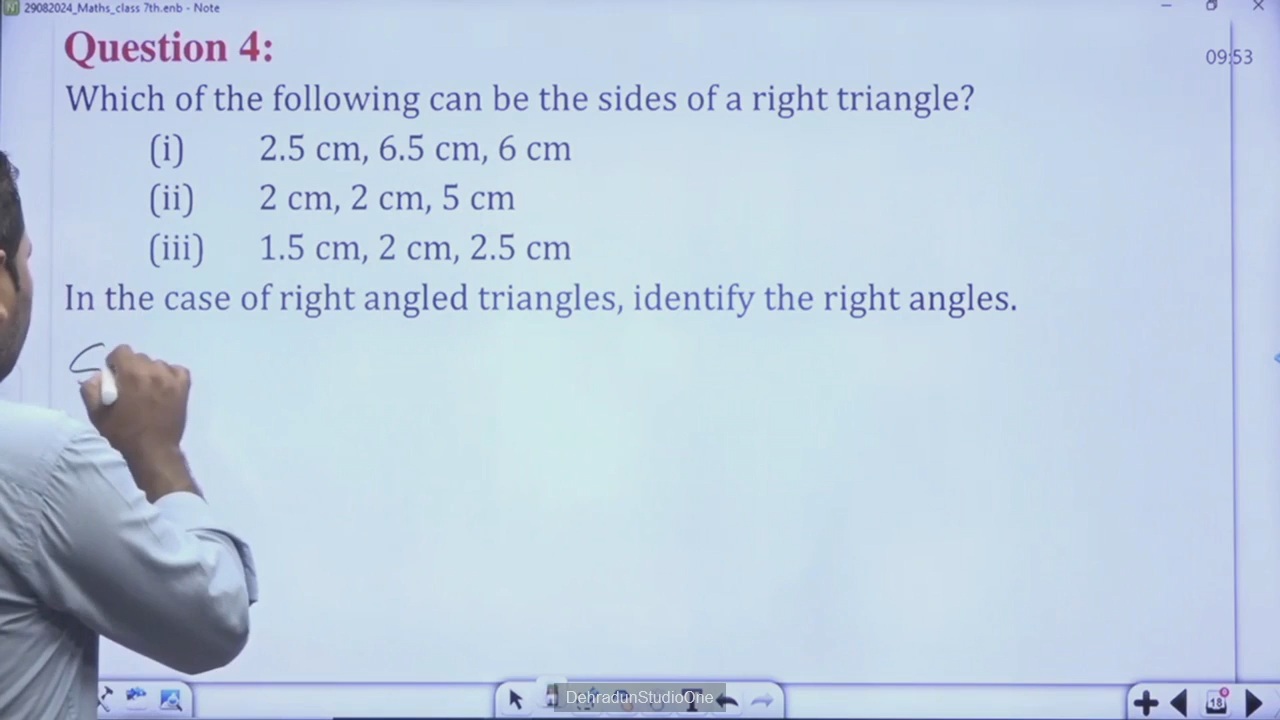 29082024_Maths_class 7th.enb - Note
Question 4:
09:53
Which of the following can be the sides of a right triangle?
(i) 2.5 cm, 6.5 cm, 6 cm
(ii) 2 cm, 2 cm, 5 cm
(iii) 1.5 cm, 2 cm, 2.5 cm
In the case of right angled triangles, identify the right angles.
DehradunStudioOne
T
18